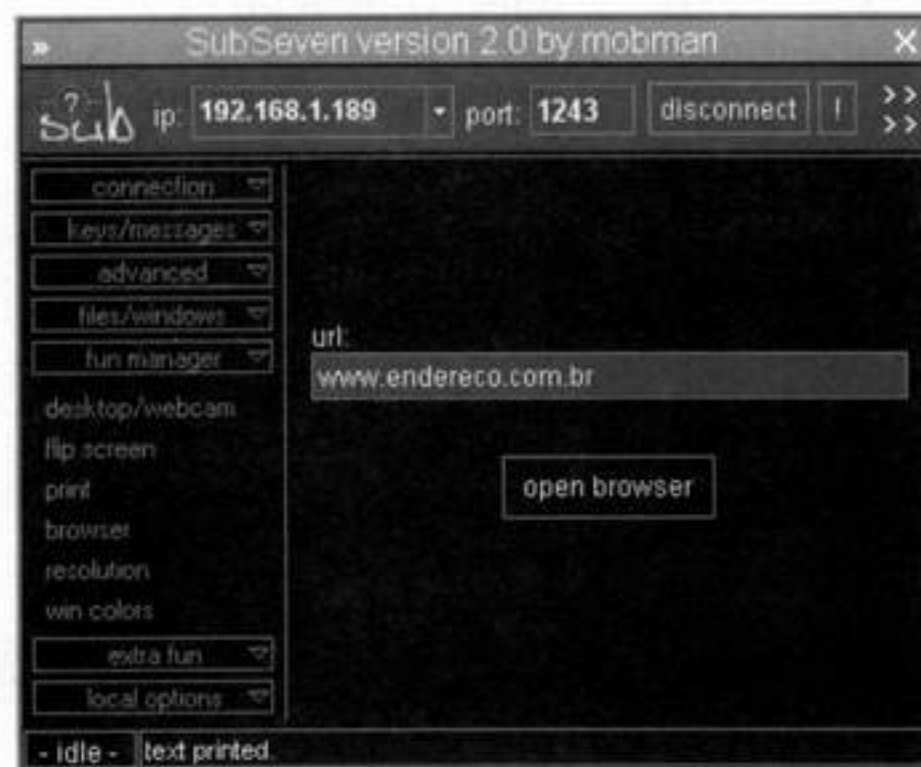 » SubSeven version 2.0 by mobman X
? sub ip: 192.168.1.189 port: 1243 disconnect ! >> >>
connection
keys/messages
advanced
files/windows
fun manager
desktop/webcam
flip screen
print
browser
resolution
win colors
extra fun
local options
url:
www.endereco.com.br
open browser
- idle - text printed.